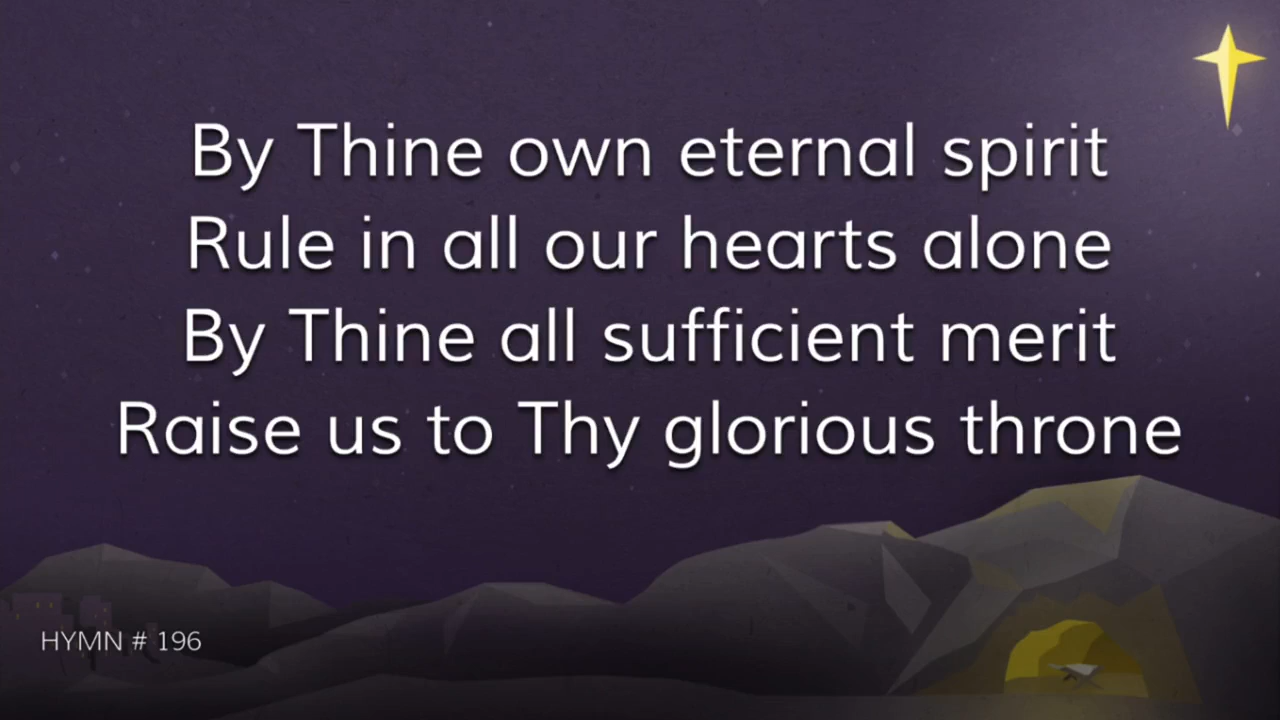 By Thine own eternal spirit
Rule in all our hearts alone
By Thine all sufficient merit
Raise us to Thy glorious throne
HYMN # 196